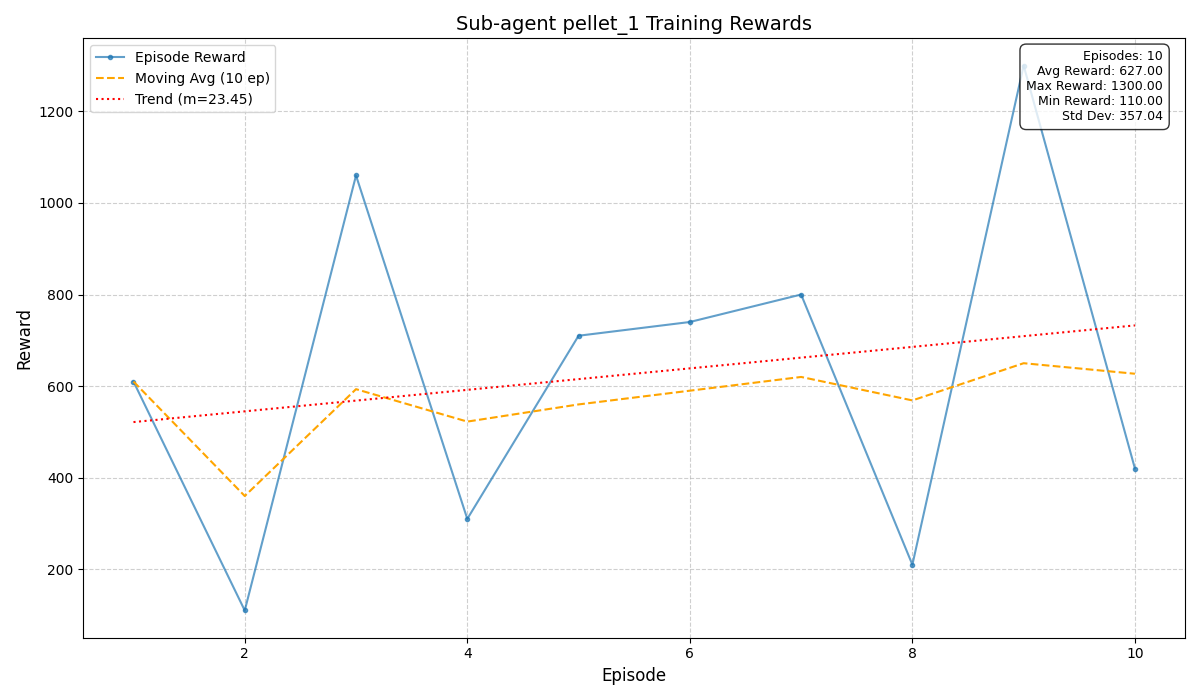 Sub-agent pellet_1 Training Rewards
Episode Reward
Moving Avg (10 ep)
Trend (m=23.45)
Episodes: 10
Avg Reward: 627.00
Max Reward: 1300.00
Min Reward: 110.00
Std Dev: 357.04
Reward
1200
1000
800
600
400
200
2 4 6 8 10
Episode